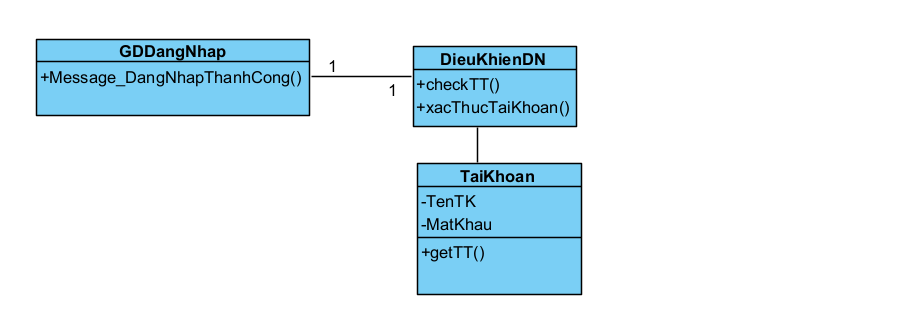 GDDangNhap
+Message_DangNhapThanhCong()
1
1
DieuKhienDN
+checkTT()
+xacThucTaiKhoan()
TaiKhoan
-TenTK
-MatKhau
+getTT()